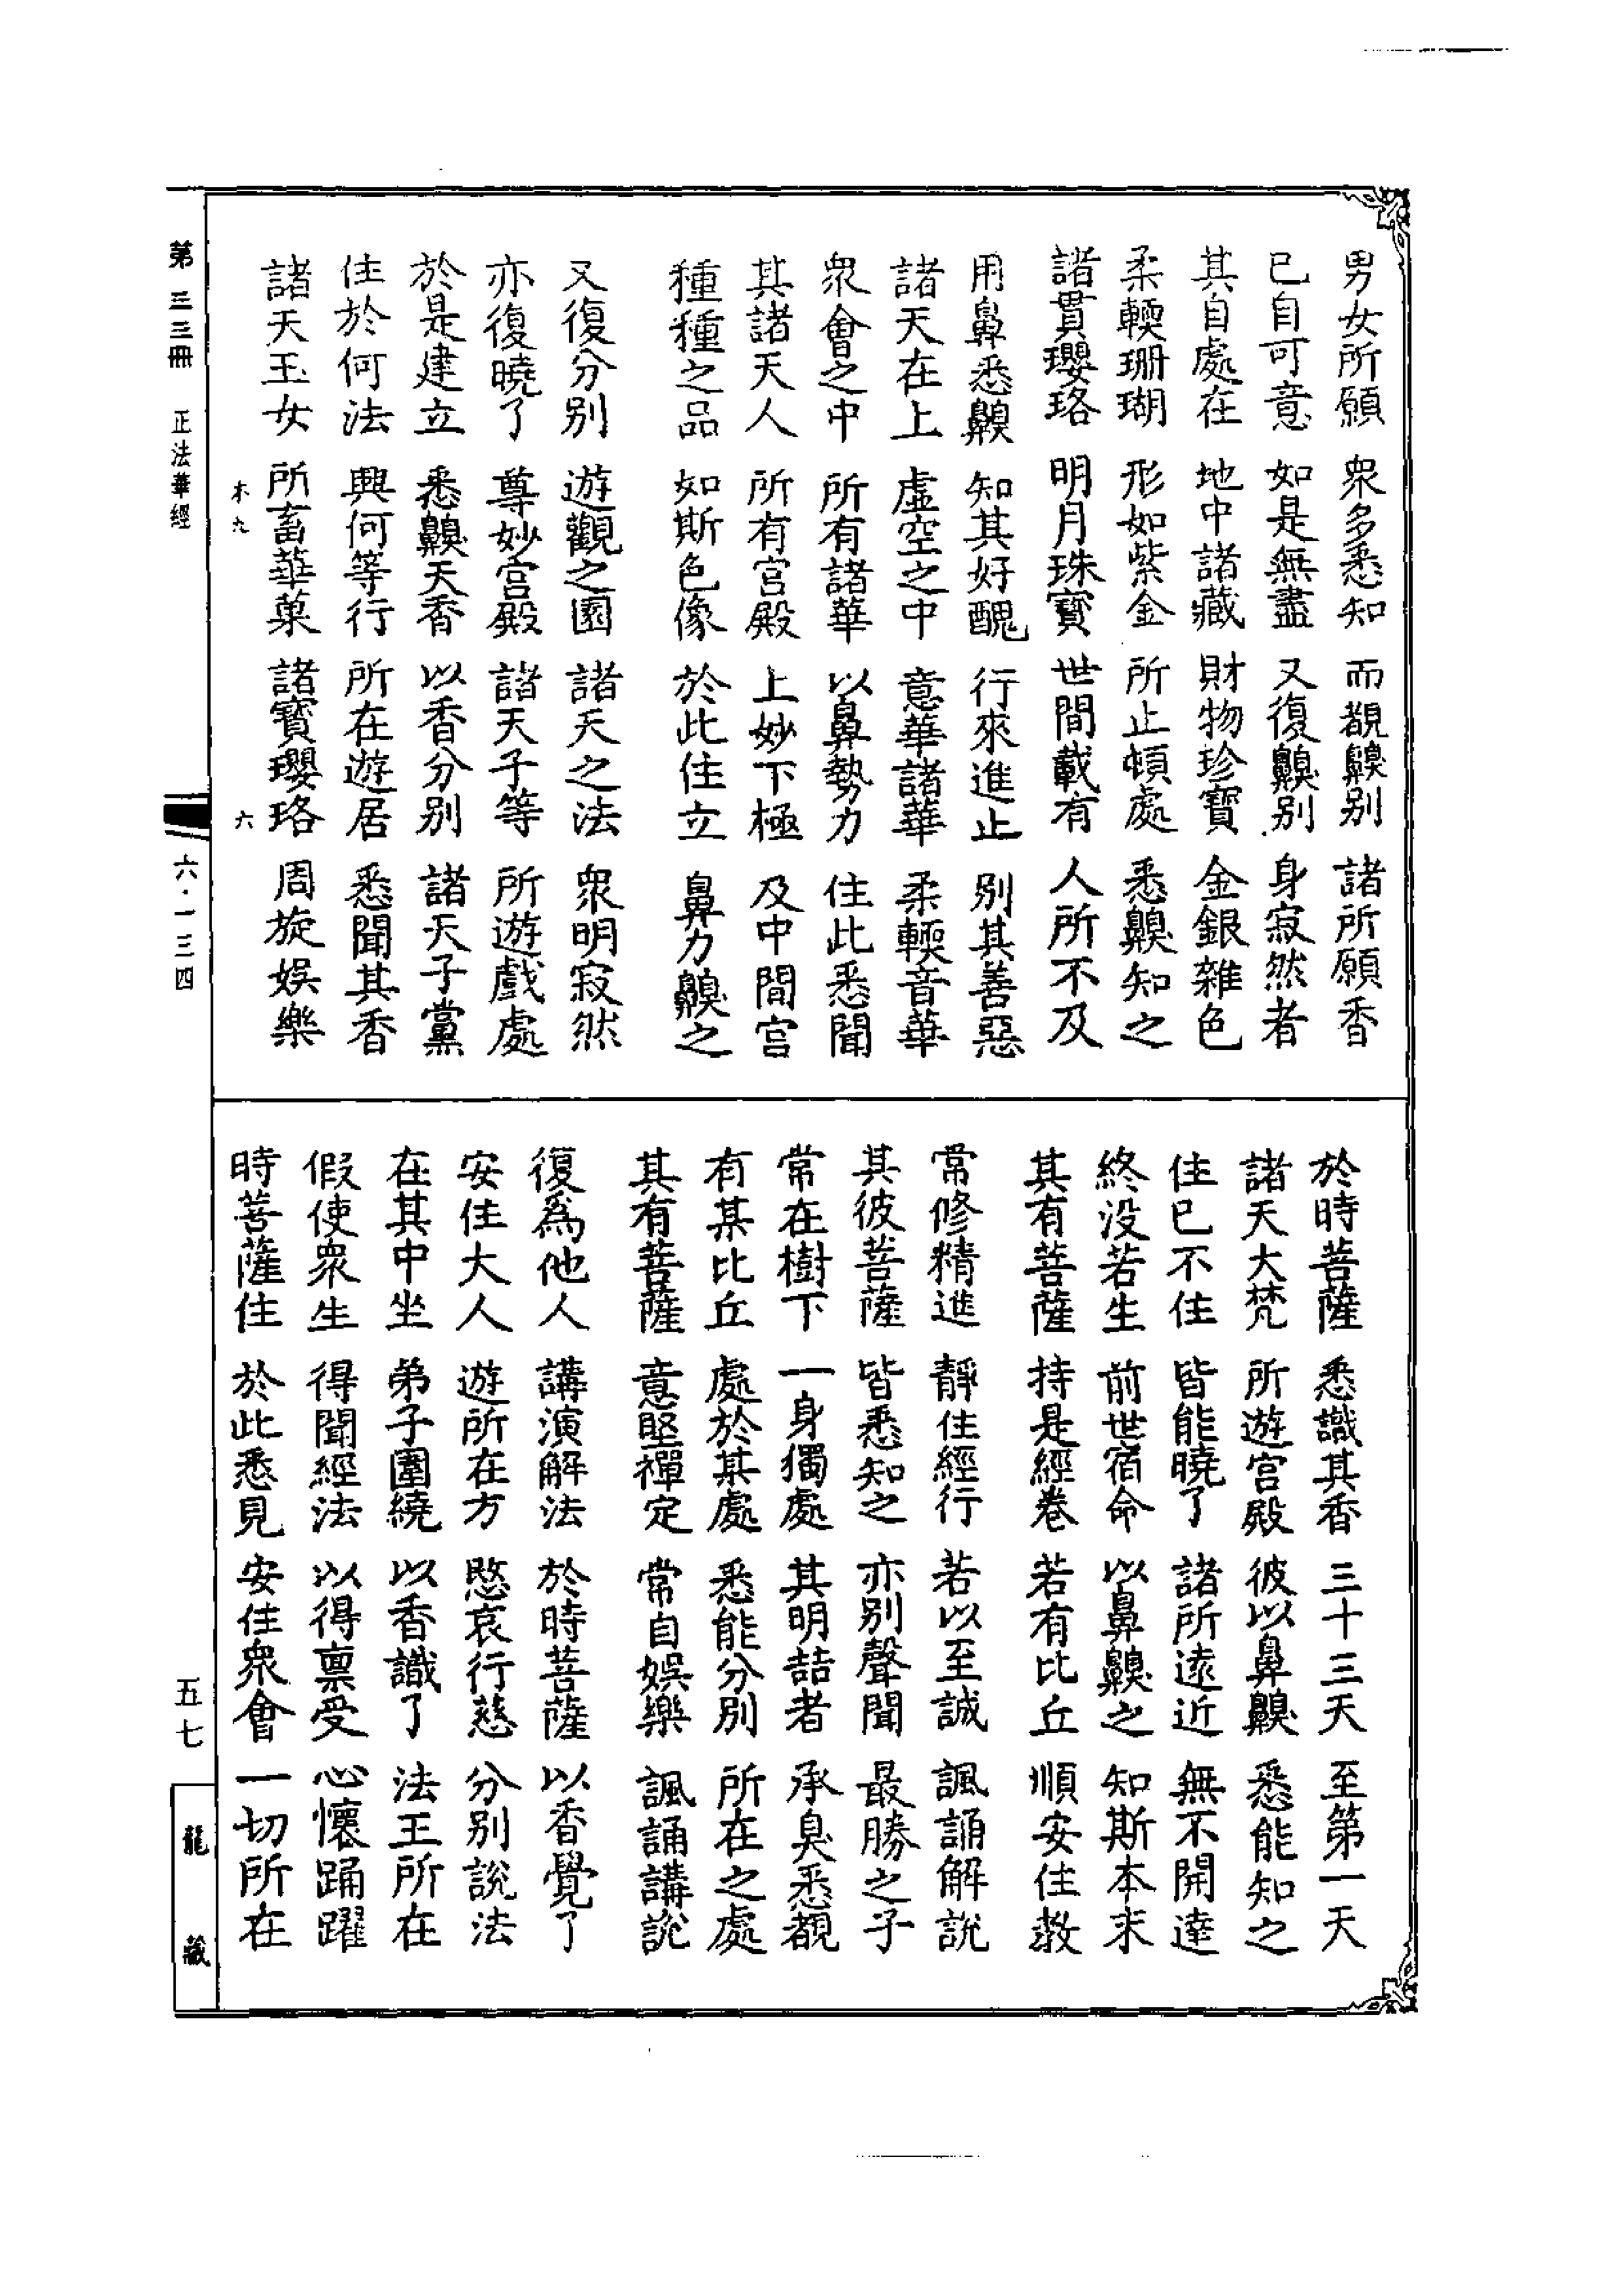 男女所願　衆多悉知　而覩齅别　諸所願香
已自可意　如是無盡　又復齅别　身寂然者
其自處在　地中諸藏　財物珍寶　金銀雜色
柔輭珊瑚　形如紫金　所止頓處　悉齅知之
諸貫瓔珞　明月珠寶　世間載有　人所不及
用鼻悉齅　知其好醜　行來進止　别其善惡
諸天在上　虛空之中　意華諸華　柔輭音華
衆會之中　所有諸華　以鼻勢力　住此悉聞
其諸天人　所有宮殿　上妙下極　及中間宮
種種之品　如斯色像　於此住立　鼻力齅之
又復分别　遊觀之園　諸天之法　衆明寂然
亦復曉了　尊妙宮殿　諸天子等　所遊戲處
於是建立　悉齅天香　以香分别　諸天子黨
住於何法　興何等行　所在遊居　悉聞其香
諸天玉女　所畜華菓　諸寶瓔珞　周旋娛樂
於時菩薩　悉識其香　三十三天　至第一天
諸天大梵　所遊宮殿　彼以鼻齅　悉能知之
住已不住　皆能曉了　諸所遠近　無不開達
終没若生　前世宿命　以鼻齅之　知斯本末
其有菩薩　持是經卷　若有比丘　順安住教
常修精進　靜住經行　若以至誠　諷誦解說
其彼菩薩　皆悉知之　亦别聲聞　最勝之子
常在樹下　一身獨處　其明喆者　承臭悉覩
有某比丘　處於某處　悉能分别　所在之處
其有菩薩　意堅禪定　常自娛樂　諷誦講說
復爲他人　講演解法　於時菩薩　以香覺了
安住大人　遊所在方　愍哀行慈　分别說法
在其中坐　弟子圍繞　以香識了　法王所在
假使衆生　得聞經法　以得禀受　心懷踊躍
時菩薩住　於此悉見　安住衆會　一切所在
木九　六
第三三冊　正法華經　六·一三四　五七　龍藏